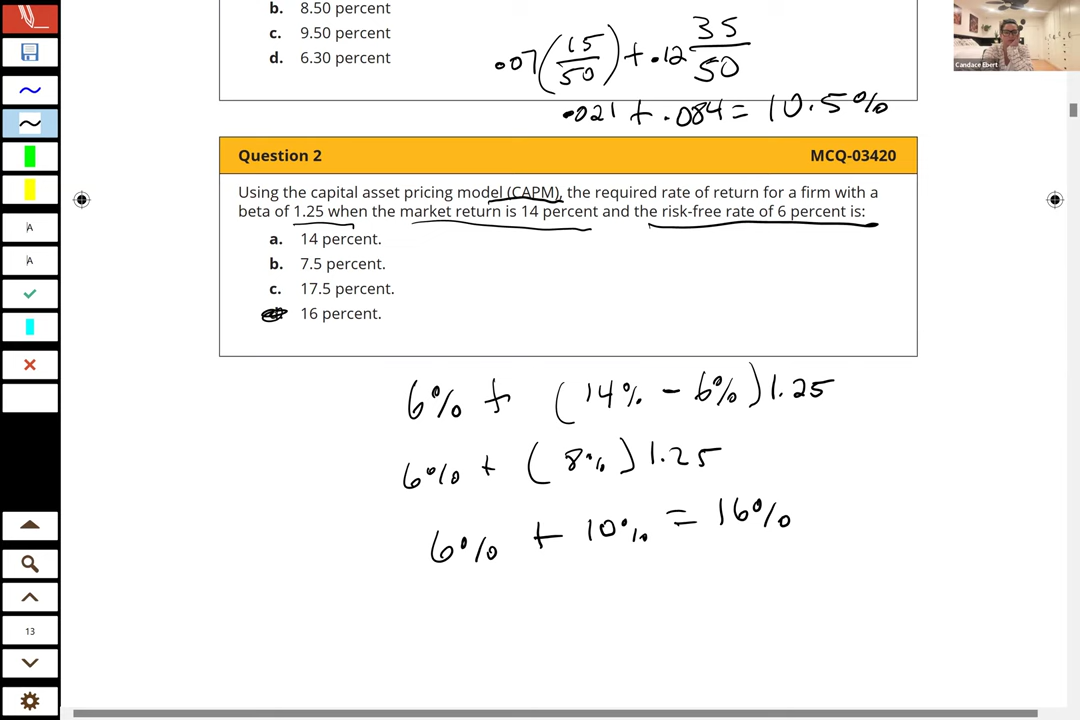 b. 8.50 percent
c. 9.50 percent
d. 6.30 percent
.07(15/50) + .12 35/50
.021 + .084 = 10.5%
Candace Ebert
Question 2 MCQ-03420
Using the capital asset pricing model (CAPM), the required rate of return for a firm with a
beta of 1.25 when the market return is 14 percent and the risk-free rate of 6 percent is:
a. 14 percent.
b. 7.5 percent.
c. 17.5 percent.
16 percent.
6% + (14% - 6%) 1.25
6% + (8%) 1.25
6% + 10% = 16%
A
A
13